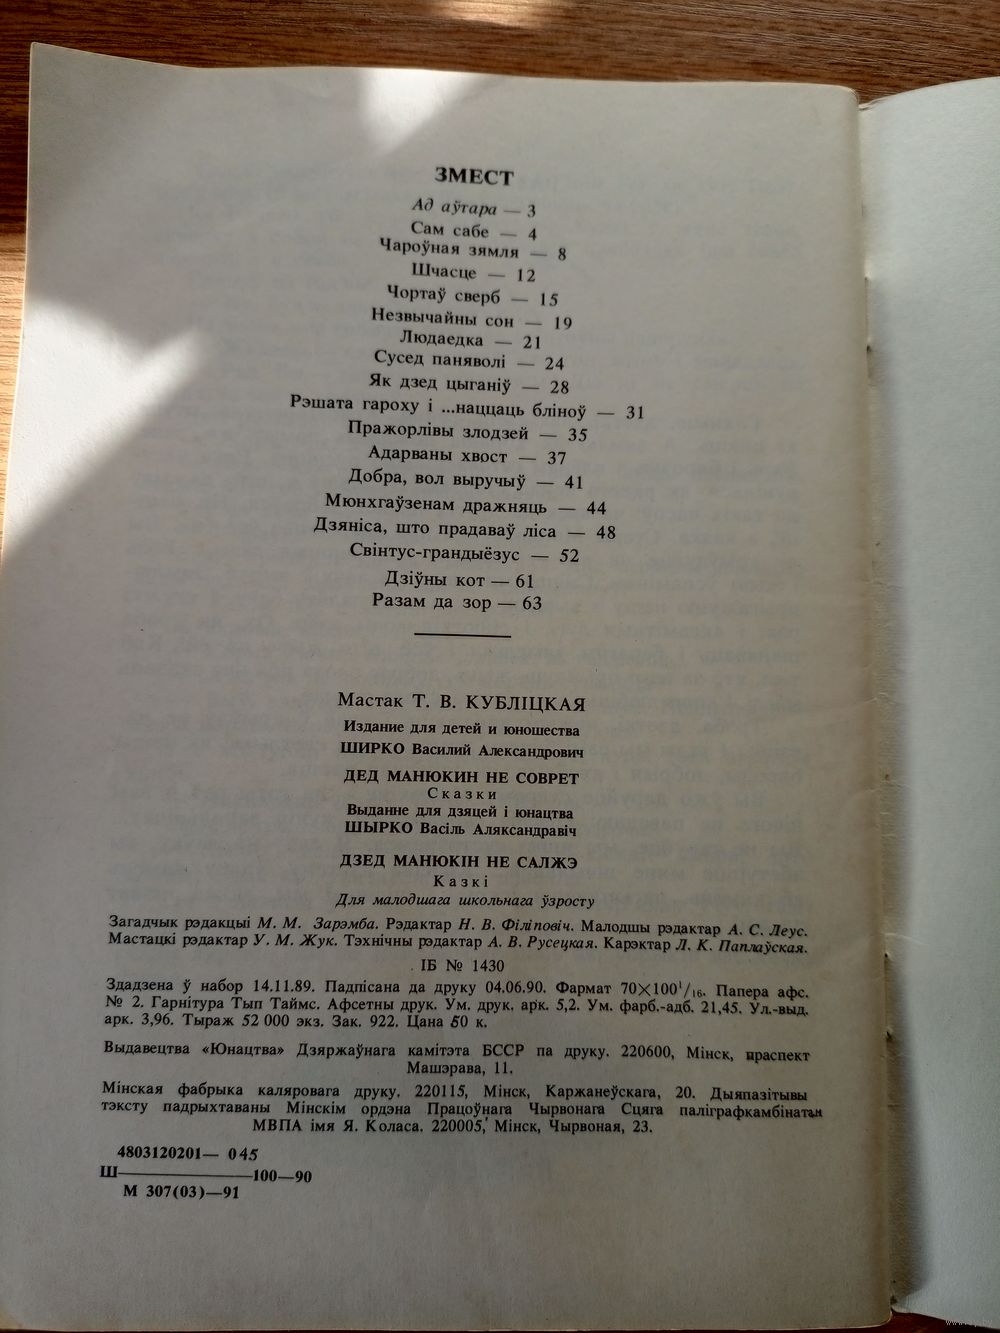 ЗМЕСТ
Ад аўтара — 3
Сам сабе — 4
Чароўная зямля — 8
Шчасце — 12
Чортаў сверб — 15
Незвычайны сон — 19
Людаедка — 21
Сусед паняволі — 24
Як дзед цыганіў — 28
Рэшата гароху і ...наццаць бліноў — 31
Пражорлівы злодзей — 35
Адарваны хвост — 37
Добра, вол выручыў — 41
Мюнхгаўзенам дражняць — 44
Дзяніса, што прадаваў ліса — 48
Свінтус-грандыёзус — 52
Дзіўны кот — 61
Разам да зор — 63
Мастак Т. В. КУБЛІЦКАЯ
Издание для детей и юношества
ШИРКО Василий Александрович
ДЕД МАНЮКИН НЕ СОВРЕТ
Сказки
Выданне для дзяцей і юнацтва
ШЫРКО Васіль Аляксандравіч
ДЗЕД МАНЮКІН НЕ САЛЖЭ
Казкі
Для малодшага школьнага ўзросту
Загадчык рэдакцыі М. М. Зарэмба. Рэдактар Н. В. Філіповіч. Малодшы рэдактар А. С. Леус.
Мастацкі рэдактар У. М. Жук. Тэхнічны рэдактар А. В. Русецкая. Карэктар Л. К. Паплаўская.
ІБ № 1430
Здадзена ў набор 14.11.89. Падпісана да друку 04.06.90. Фармат 70×100¹/₁₆. Папера афс.
№ 2. Гарнітура Тып Таймс. Афсетны друк. Ум. друк. арк. 5,2. Ум. фарб.-адб. 21,45. Ул.-выд.
арк. 3,96. Тыраж 52 000 экз. Зак. 922. Цана 50 к.
Выдавецтва «Юнацтва» Дзяржаўнага камітэта БССР па друку. 220600, Мінск, праспект
Машэрава, 11.
Мінская фабрыка каляровага друку. 220115, Мінск, Каржанеўскага, 20. Дыяпазітывы
тэксту падрыхтаваны Мінскім ордэна Працоўнага Чырвонага Сцяга паліграфкамбінатам
МВПА імя Я. Коласа. 220005, Мінск, Чырвоная, 23.
4803120201— 045
Ш—————100—90
М 307(03)—91